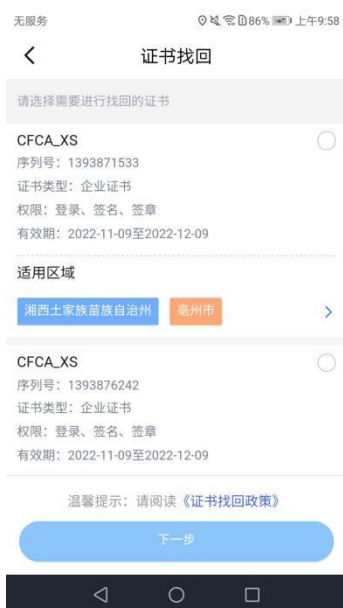 无服务 86% 上午9:58
证书找回
请选择需要进行找回的证书
CFCA_XS
序列号：1393871533
证书类型：企业证书
权限：登录、签名、签章
有效期：2022-11-09至2022-12-09
适用区域
湘西土家族苗族自治州 亳州市
CFCA_XS
序列号：1393876242
证书类型：企业证书
权限：登录、签名、签章
有效期：2022-11-09至2022-12-09
温馨提示：请阅读《证书找回政策》
下一步